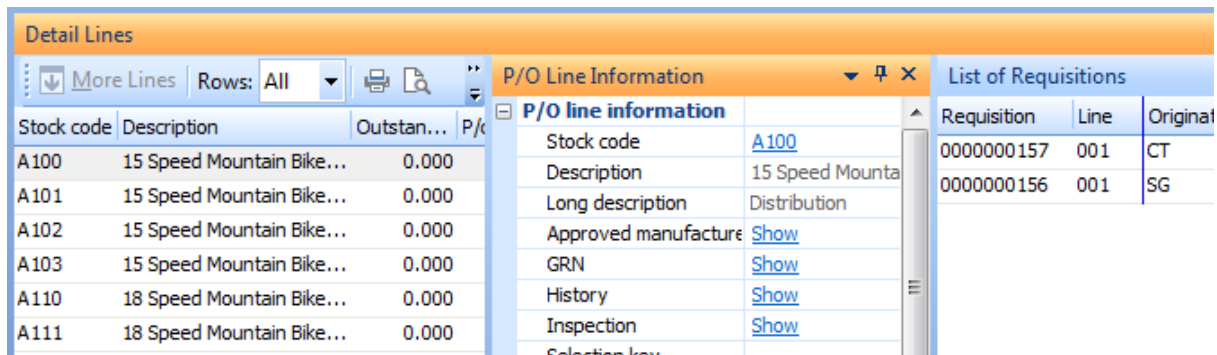 Detail Lines
More Lines Rows: All
Stock code Description Outstan...
A100 15 Speed Mountain Bike... 0.000
A101 15 Speed Mountain Bike... 0.000
A102 15 Speed Mountain Bike... 0.000
A103 15 Speed Mountain Bike... 0.000
A110 18 Speed Mountain Bike... 0.000
A111 18 Speed Mountain Bike... 0.000
P/O Line Information
P/O line information
Stock code A100
Description 15 Speed Mounta
Long description Distribution
Approved manufacture Show
GRN Show
History Show
Inspection Show
Selection key
List of Requisitions
Requisition Line Originat
0000000157 001 CT
0000000156 001 SG